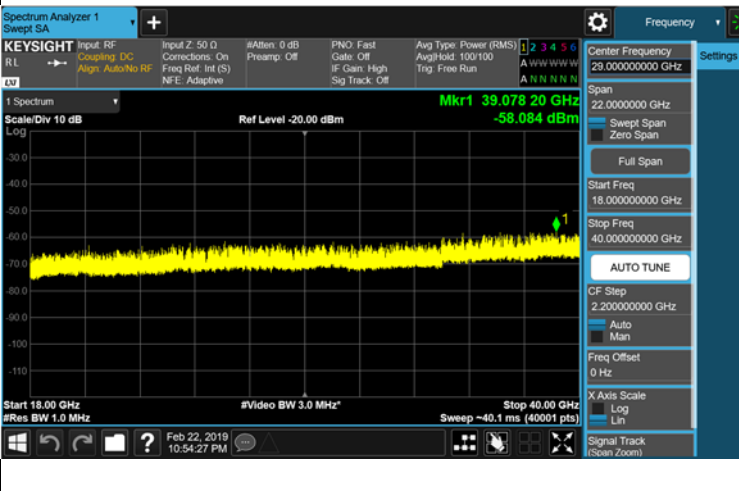 Spectrum Analyzer 1
Swept SA
Frequency
KEYSIGHT
RL
LXI
Input: RF
Coupling: DC
Align: Auto/No RF
Input Z: 50 Ω
Corrections: On
Freq Ref: Int (S)
NFE: Adaptive
#Atten: 0 dB
Preamp: Off
PNO: Fast
Gate: Off
IF Gain: High
Sig Track: Off
Avg Type: Power (RMS)
Avg|Hold: 100/100
Trig: Free Run
1 2 3 4 5 6
A W W W W W
A N N N N N
1 Spectrum
Scale/Div 10 dB
Log
Ref Level -20.00 dBm
Mkr1 39.078 20 GHz
-58.084 dBm
-30.0
-40.0
-50.0
-60.0
-70.0
-80.0
-90.0
-100
-110
1
Start 18.00 GHz
#Res BW 1.0 MHz
#Video BW 3.0 MHz*
Stop 40.00 GHz
Sweep ~40.1 ms (40001 pts)
Feb 22, 2019
10:54:27 PM
?
Center Frequency
29.000000000 GHz
Settings
Span
22.0000000 GHz
Swept Span
Zero Span
Full Span
Start Freq
18.000000000 GHz
Stop Freq
40.000000000 GHz
AUTO TUNE
CF Step
2.200000000 GHz
Auto
Man
Freq Offset
0 Hz
X Axis Scale
Log
Lin
Signal Track
(Span Zoom)